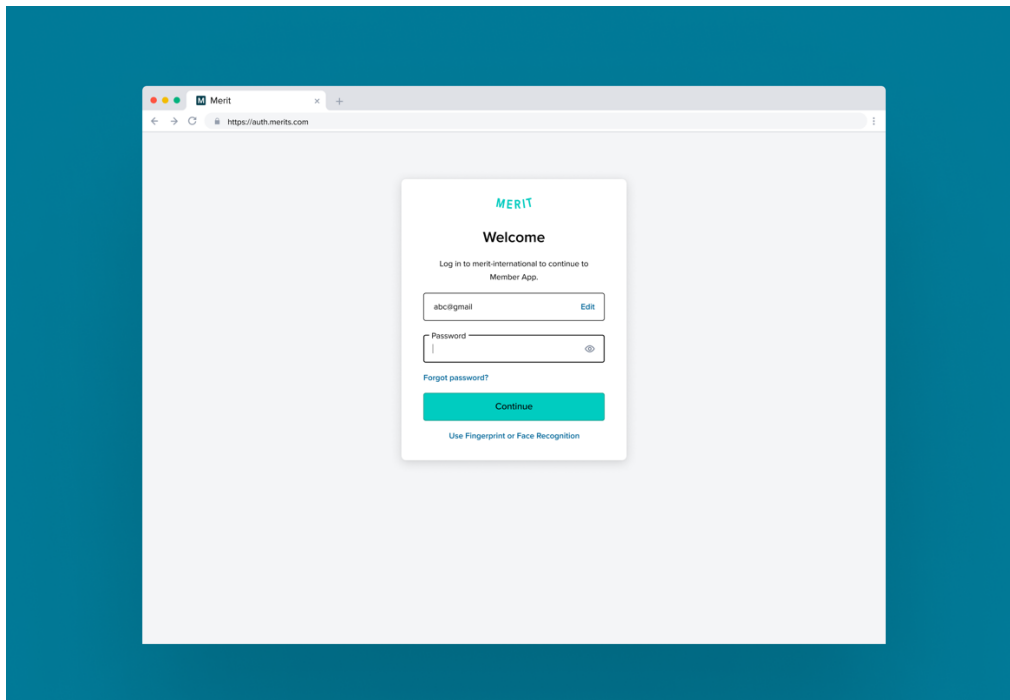 M Merit
https://auth.merits.com
MERIT
Welcome
Log in to merit-international to continue to
Member App.
abc@gmail Edit
Password
Forgot password?
Continue
Use Fingerprint or Face Recognition